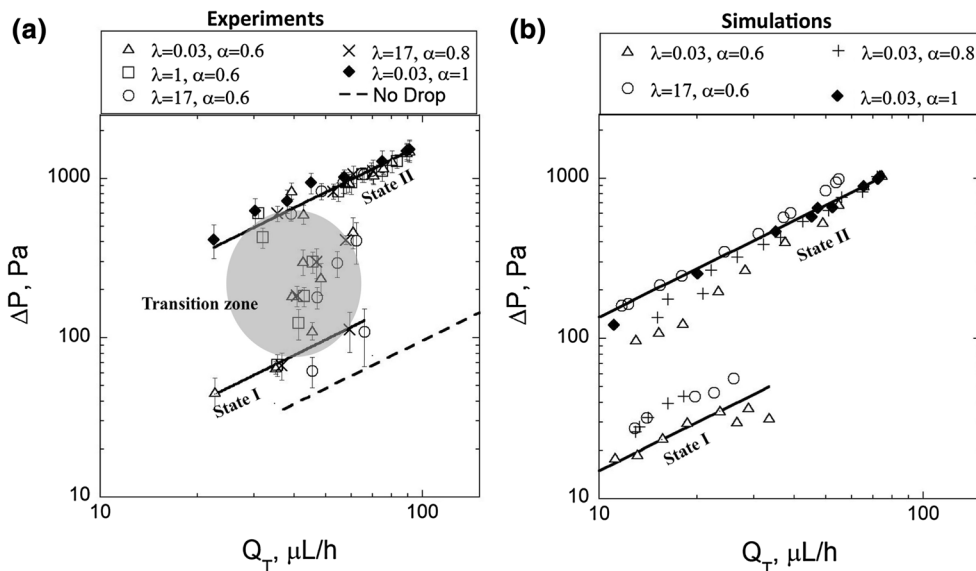 Experiments
(a)
λ=0.03, α=0.6
λ=17, α=0.8
λ=1, α=0.6
λ=0.03, α=1
λ=17, α=0.6
No Drop
1000
100
10
ΔP, Pa
State II
Transition zone
State I
10
100
Q_T, μL/h
Simulations
(b)
λ=0.03, α=0.6
λ=0.03, α=0.8
λ=17, α=0.6
λ=0.03, α=1
1000
100
10
ΔP, Pa
State II
State I
10
100
Q_T, μL/h